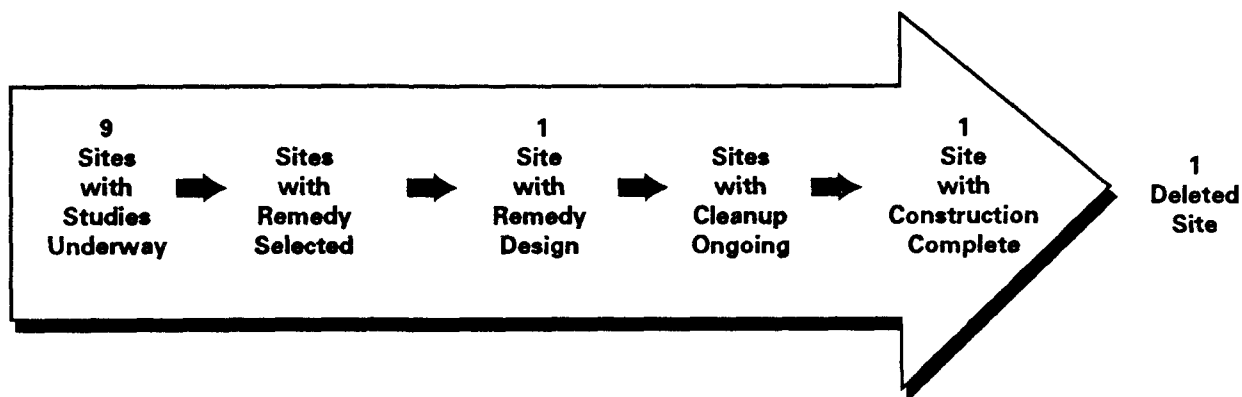 9
Sites
with
Studies
Underway
Sites
with
Remedy
Selected
1
Site
with
Remedy
Design
Sites
with
Cleanup
Ongoing
1
Site
with
Construction
Complete
1
Deleted
Site